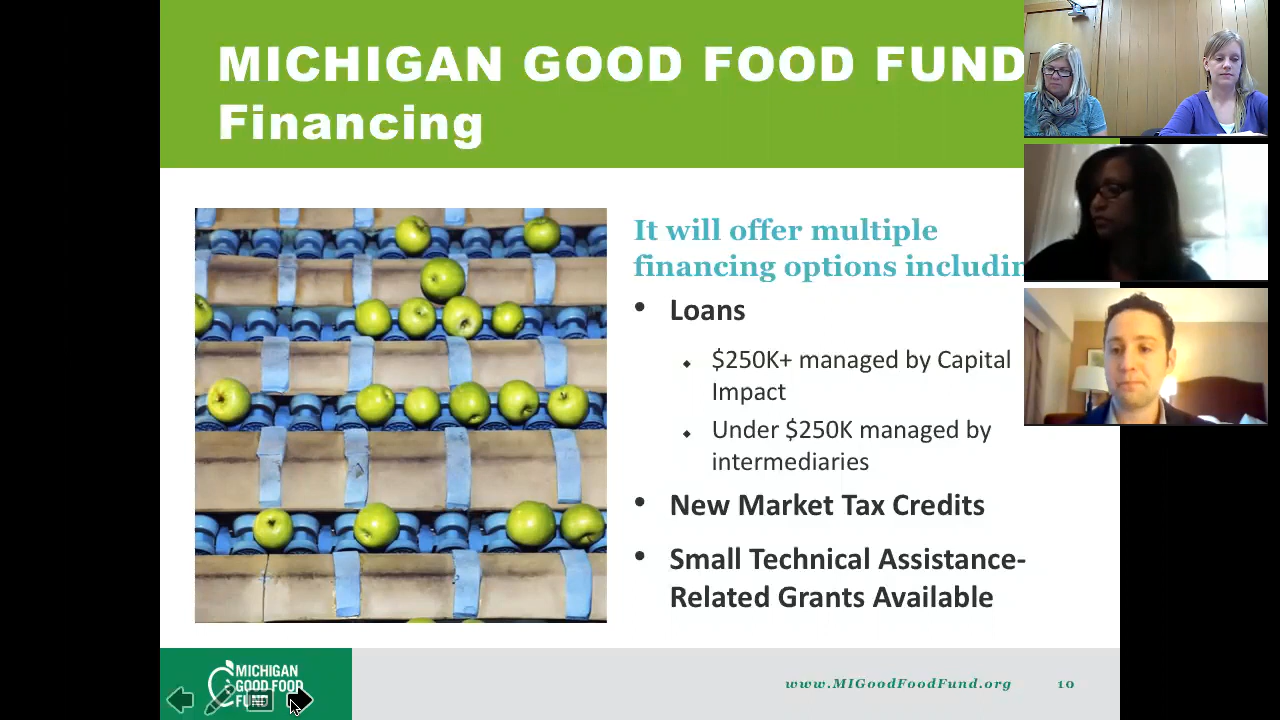 MICHIGAN GOOD FOOD FUND
Financing
It will offer multiple
financing options includin
• Loans
⬥ $250K+ managed by Capital
Impact
⬥ Under $250K managed by
intermediaries
• New Market Tax Credits
• Small Technical Assistance-
Related Grants Available
MICHIGAN
GOOD FOOD
FUND
www.MIGoodFoodFund.org
10